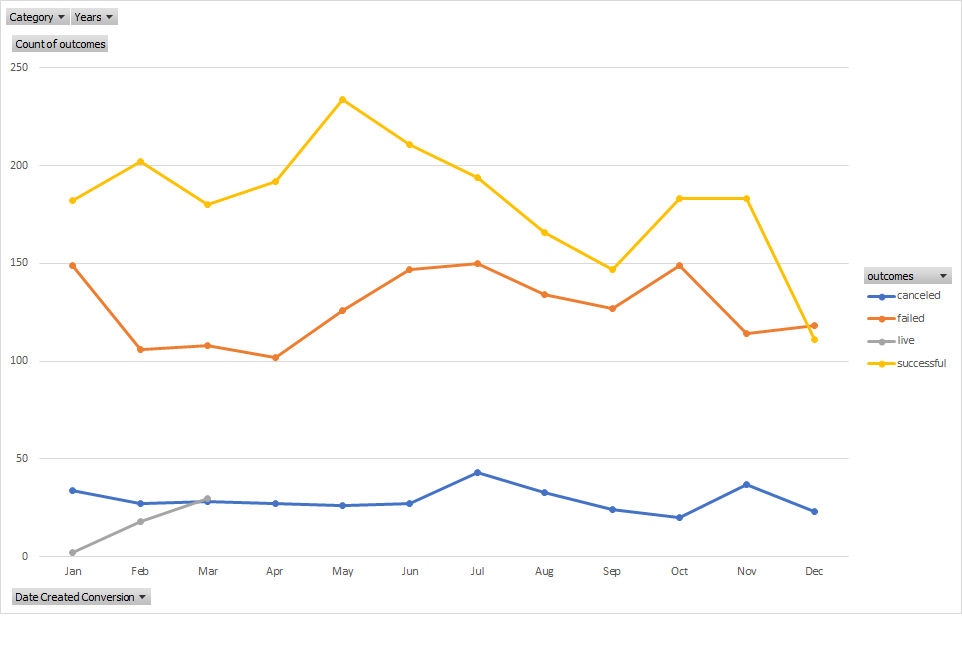 Category Years
Count of outcomes
250
200
150
100
50
0
Jan Feb Mar Apr May Jun Jul Aug Sep Oct Nov Dec
outcomes
canceled
failed
live
successful
Date Created Conversion